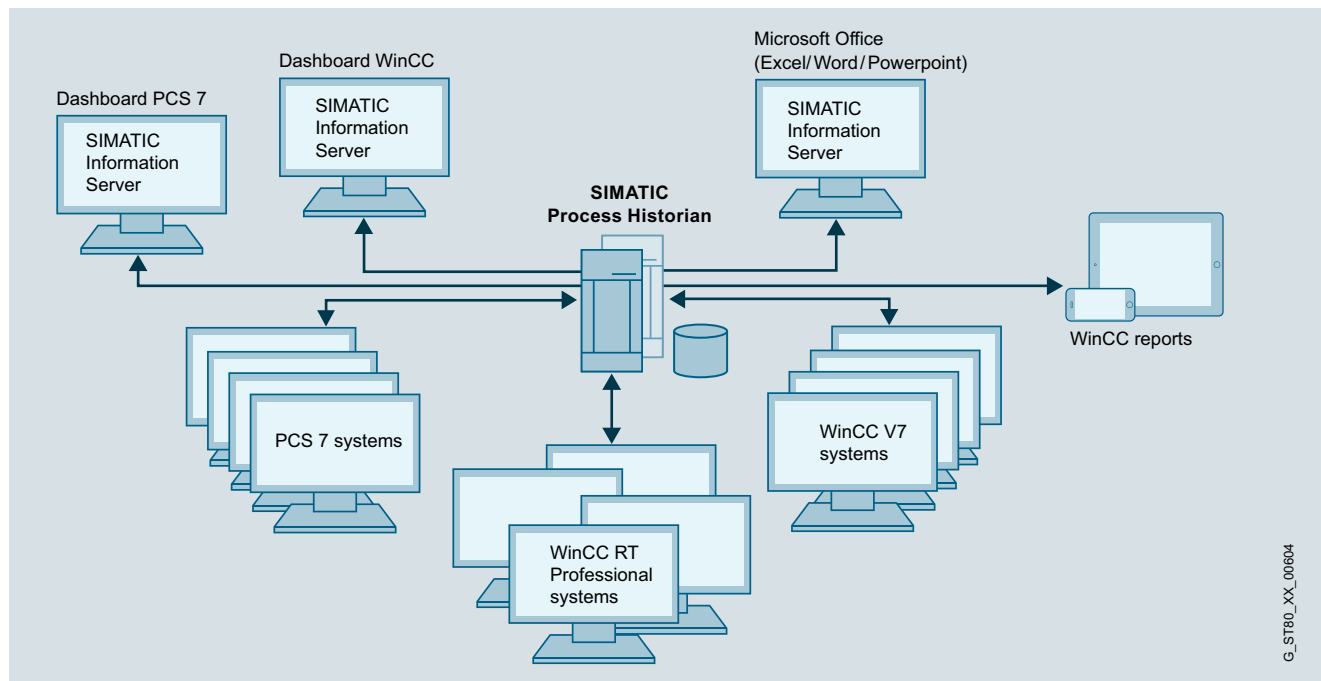 Dashboard PCS 7
SIMATIC
Information
Server
Dashboard WinCC
SIMATIC
Information
Server
Microsoft Office
(Excel/Word/Powerpoint)
SIMATIC
Information
Server
SIMATIC
Process Historian
WinCC reports
PCS 7 systems
WinCC RT
Professional
systems
WinCC V7
systems
G_ST80_XX_00604